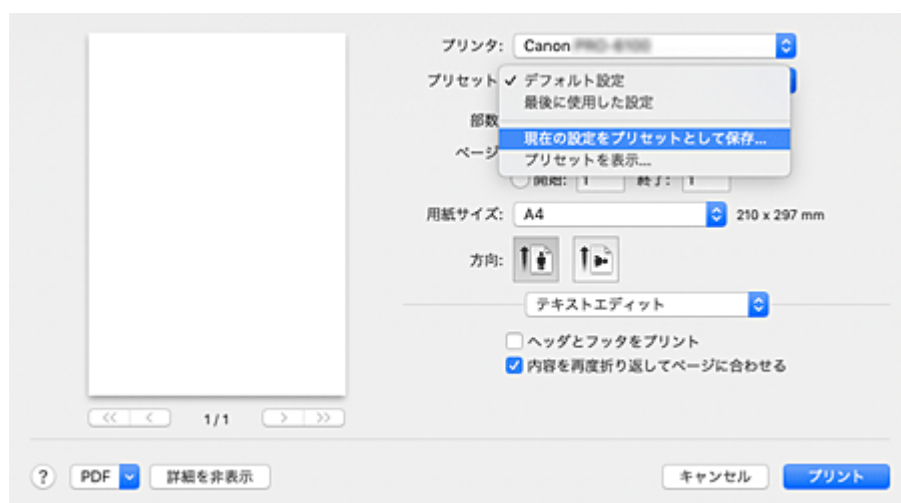 プリンタ: Canon
プリセット ✓ デフォルト設定
最後に使用した設定
部数
現在の設定をプリセットとして保存...
ページ
プリセットを表示...
開始: 1 終了: 1
用紙サイズ: A4 210 x 297 mm
方向:
テキストエディット
ヘッダとフッタをプリント
内容を再度折り返してページに合わせる
1/1
? PDF 詳細を非表示 キャンセル プリント